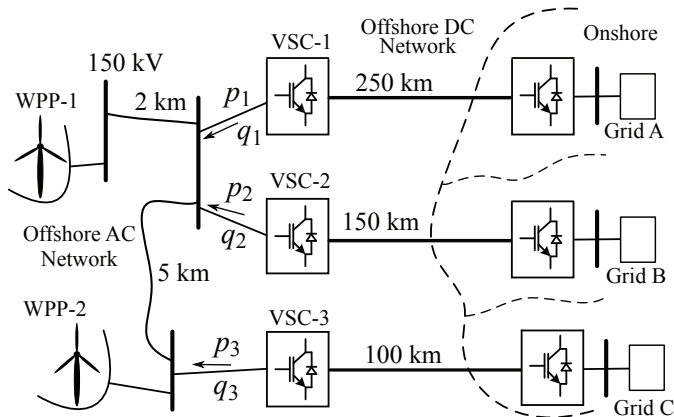 VSC-1
Offshore DC
Network
Onshore
150 kV
WPP-1
2 km
p1
q1
250 km
Grid A
VSC-2
p2
q2
150 km
Grid B
Offshore AC
Network
5 km
WPP-2
VSC-3
p3
q3
100 km
Grid C